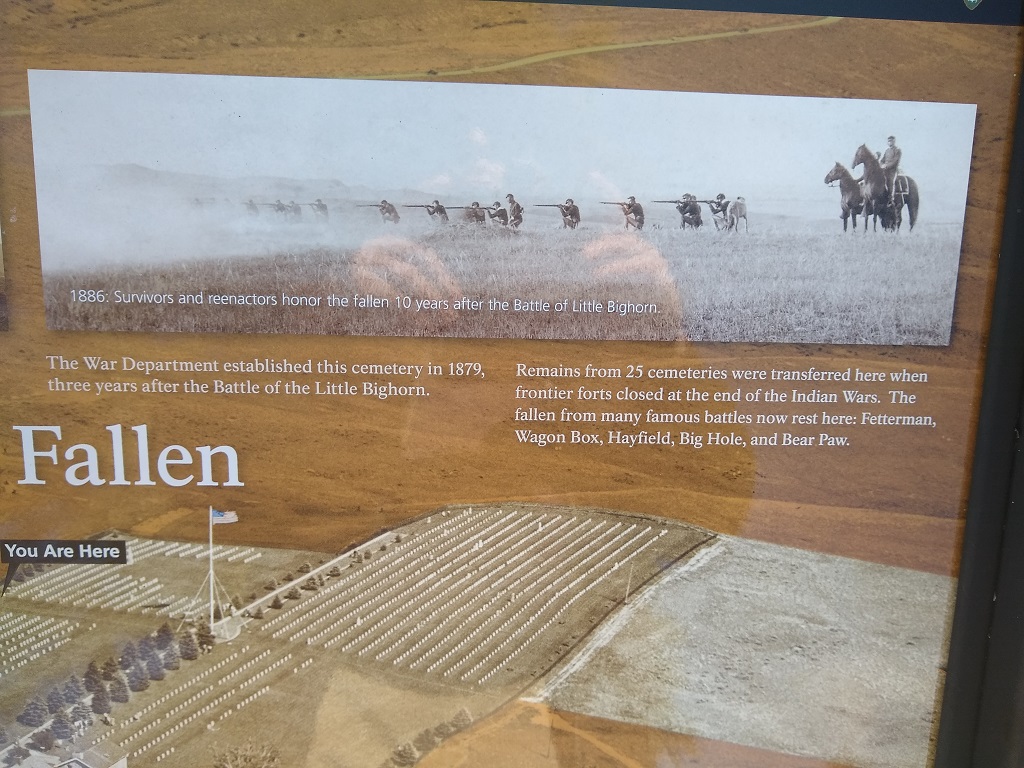 1886: Survivors and reenactors honor the fallen 10 years after the Battle of Little Bighorn.
The War Department established this cemetery in 1879,
three years after the Battle of the Little Bighorn.
Remains from 25 cemeteries were transferred here when
frontier forts closed at the end of the Indian Wars. The
fallen from many famous battles now rest here: Fetterman,
Wagon Box, Hayfield, Big Hole, and Bear Paw.
Fallen
You Are Here